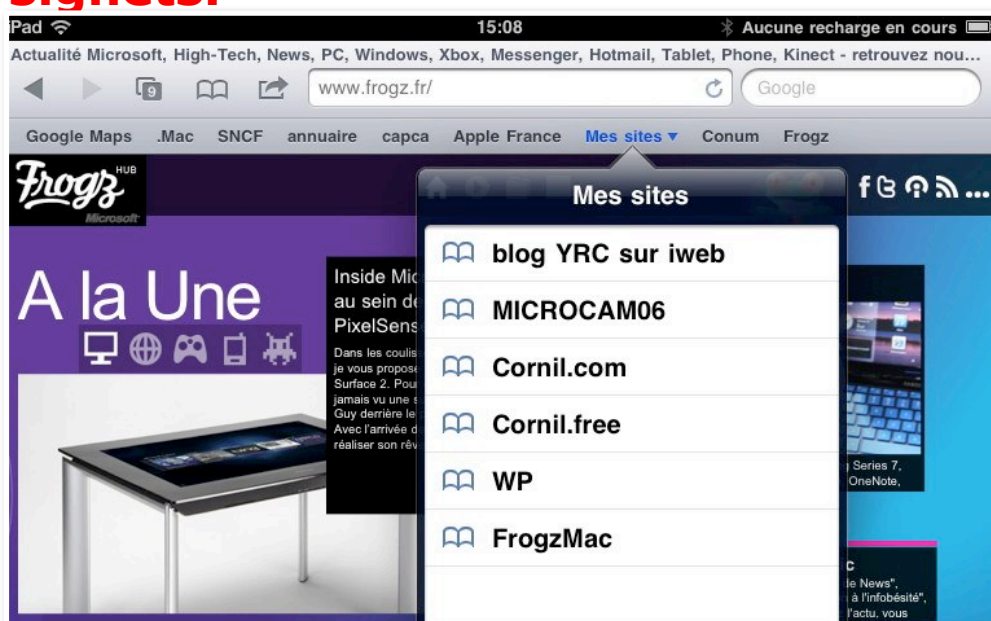 Signets.
iPad 15:08 Aucune recharge en cours
Actualité Microsoft, High-Tech, News, PC, Windows, Xbox, Messenger, Hotmail, Tablet, Phone, Kinect - retrouvez nou...
9 www.frogz.fr/ Google
Google Maps .Mac SNCF annuaire capca Apple France Mes sites ▼ Conum Frogz
Frogz HUB
Microsoft
Mes sites
blog YRC sur iweb
MICROCAM06
Cornil.com
Cornil.free
WP
FrogzMac
A la Une
Inside Mic
au sein de
PixelSens
Dans les coulis
je vous propose
Surface 2. Pou
jamais vu une s
Guy derrière le
Avec l'arrivée d
réaliser son rêv
Series 7,
OneNote,
c
de News",
à l'infobésité",
l'actu, vous